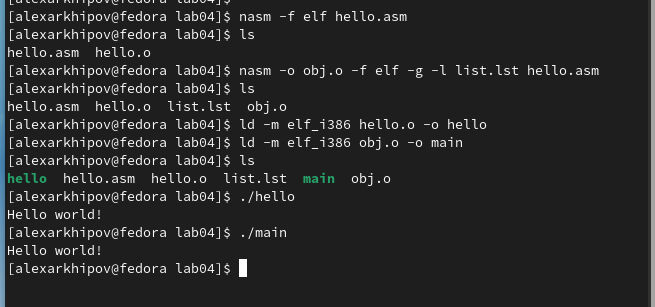 [alexarkhipov@fedora lab04]$ nasm -f elf hello.asm
[alexarkhipov@fedora lab04]$ ls
hello.asm  hello.o
[alexarkhipov@fedora lab04]$ nasm -o obj.o -f elf -g -l list.lst hello.asm
[alexarkhipov@fedora lab04]$ ls
hello.asm  hello.o  list.lst  obj.o
[alexarkhipov@fedora lab04]$ ld -m elf_i386 hello.o -o hello
[alexarkhipov@fedora lab04]$ ld -m elf_i386 obj.o -o main
[alexarkhipov@fedora lab04]$ ls
hello  hello.asm  hello.o  list.lst  main  obj.o
[alexarkhipov@fedora lab04]$ ./hello
Hello world!
[alexarkhipov@fedora lab04]$ ./main
Hello world!
[alexarkhipov@fedora lab04]$